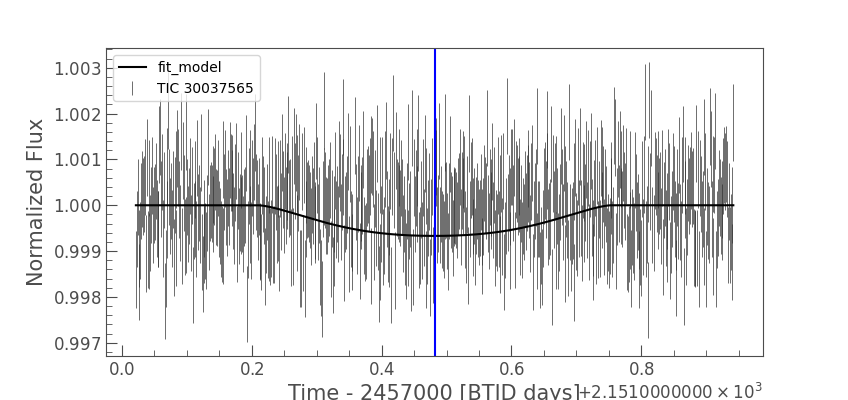 fit_model
TIC 30037565
1.003
1.002
1.001
1.000
0.999
0.998
0.997
Normalized Flux
0.0 0.2 0.4 0.6 0.8
Time - 2457000 [BTJD days]
+2.1510000000 × 10³